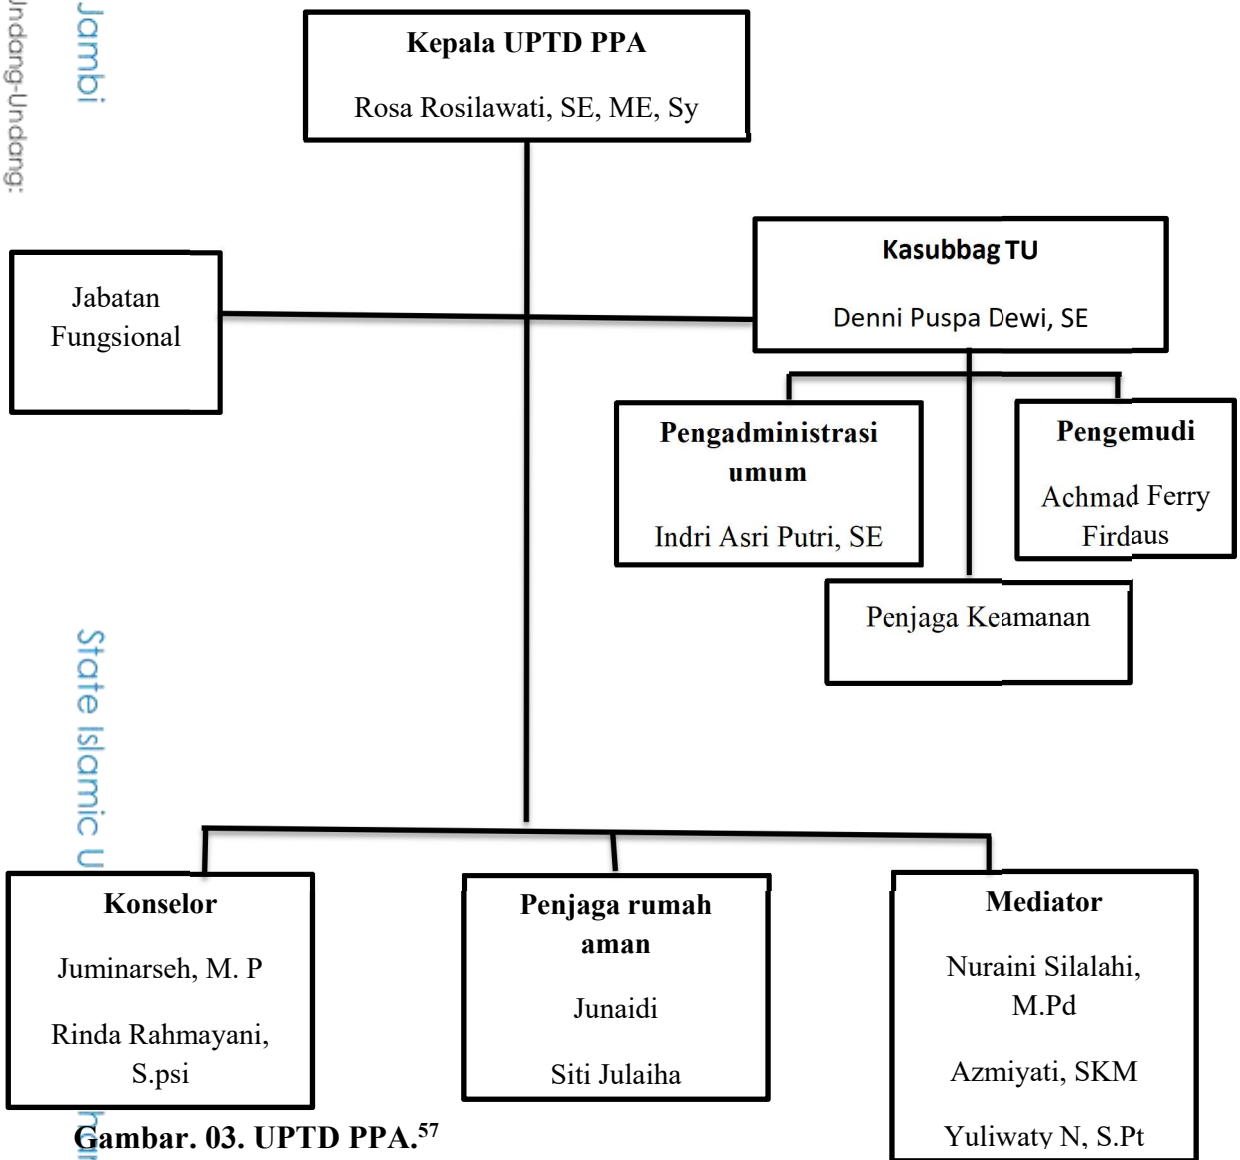 Jambi
Undang-Undang:
Kepala UPTD PPA
Rosa Rosilawati, SE, ME, Sy
Jabatan
Fungsional
Kasubbag TU
Denni Puspa Dewi, SE
Pengadministrasi
umum
Indri Asri Putri, SE
Pengemudi
Achmad Ferry
Firdaus
Penjaga Keamanan
State Islamic U
Konselor
Juminarseh, M. P
Rinda Rahmayani,
S.psi
Penjaga rumah
aman
Junaidi
Siti Julaiha
Mediator
Nuraini Silalahi,
M.Pd
Azmiyati, SKM
Yuliwaty N, S.Pt
Gambar. 03. UPTD PPA.⁵⁷